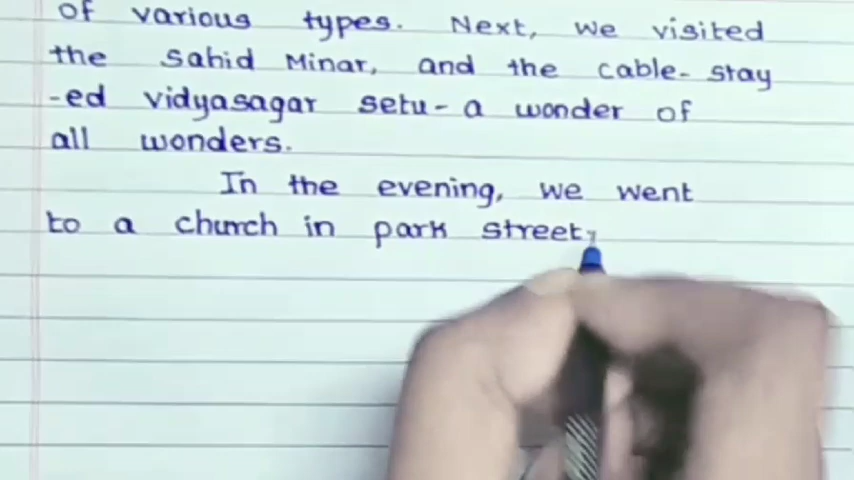 of various types. Next, we visited
the Sahid Minar, and the cable-stay
-ed vidyasagar setu- a wonder of
all wonders.
In the evening, we went
to a church in park street,